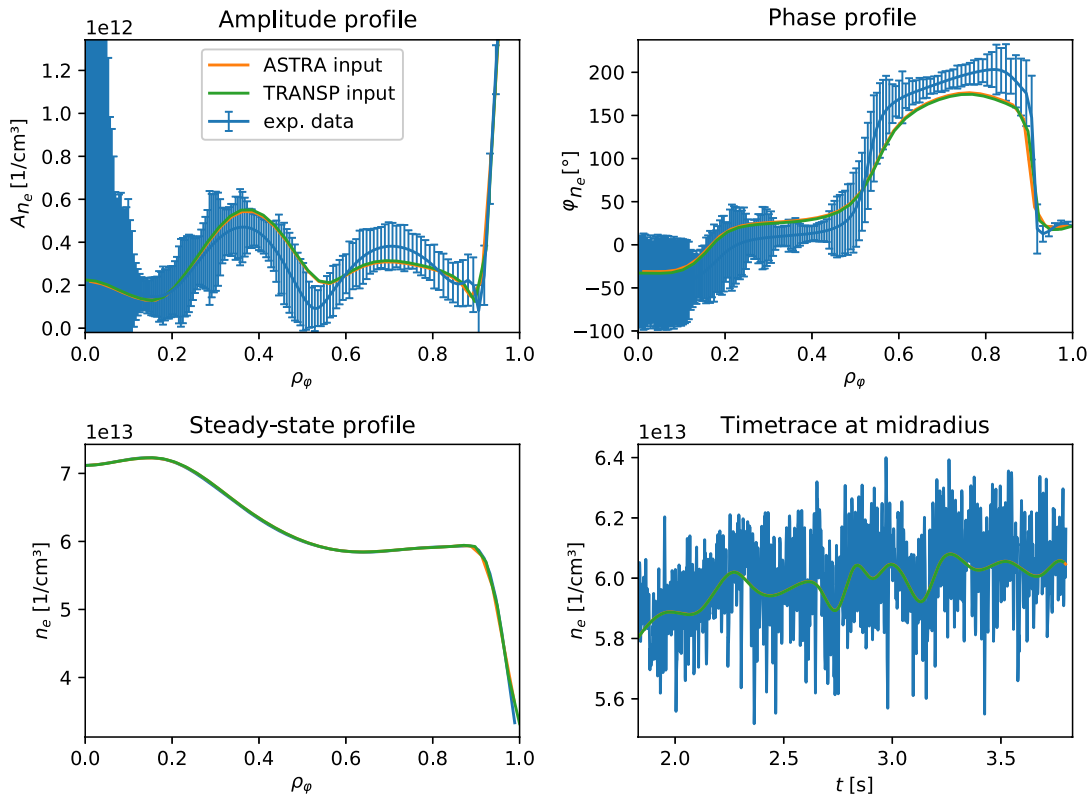 Amplitude profile
1e12
A_{n_e} [1/cm³]
1.2
1.0
0.8
0.6
0.4
0.2
0.0
ASTRA input
TRANSP input
exp. data
0.0 0.2 0.4 0.6 0.8 1.0
ρ_φ
Phase profile
φ_{n_e} [°]
200
150
100
50
0
−50
−100
0.0 0.2 0.4 0.6 0.8 1.0
ρ_φ
Steady-state profile
1e13
n_e [1/cm³]
7
6
5
4
0.0 0.2 0.4 0.6 0.8 1.0
ρ_φ
Timetrace at midradius
1e13
n_e [1/cm³]
6.4
6.2
6.0
5.8
5.6
2.0 2.5 3.0 3.5
t [s]